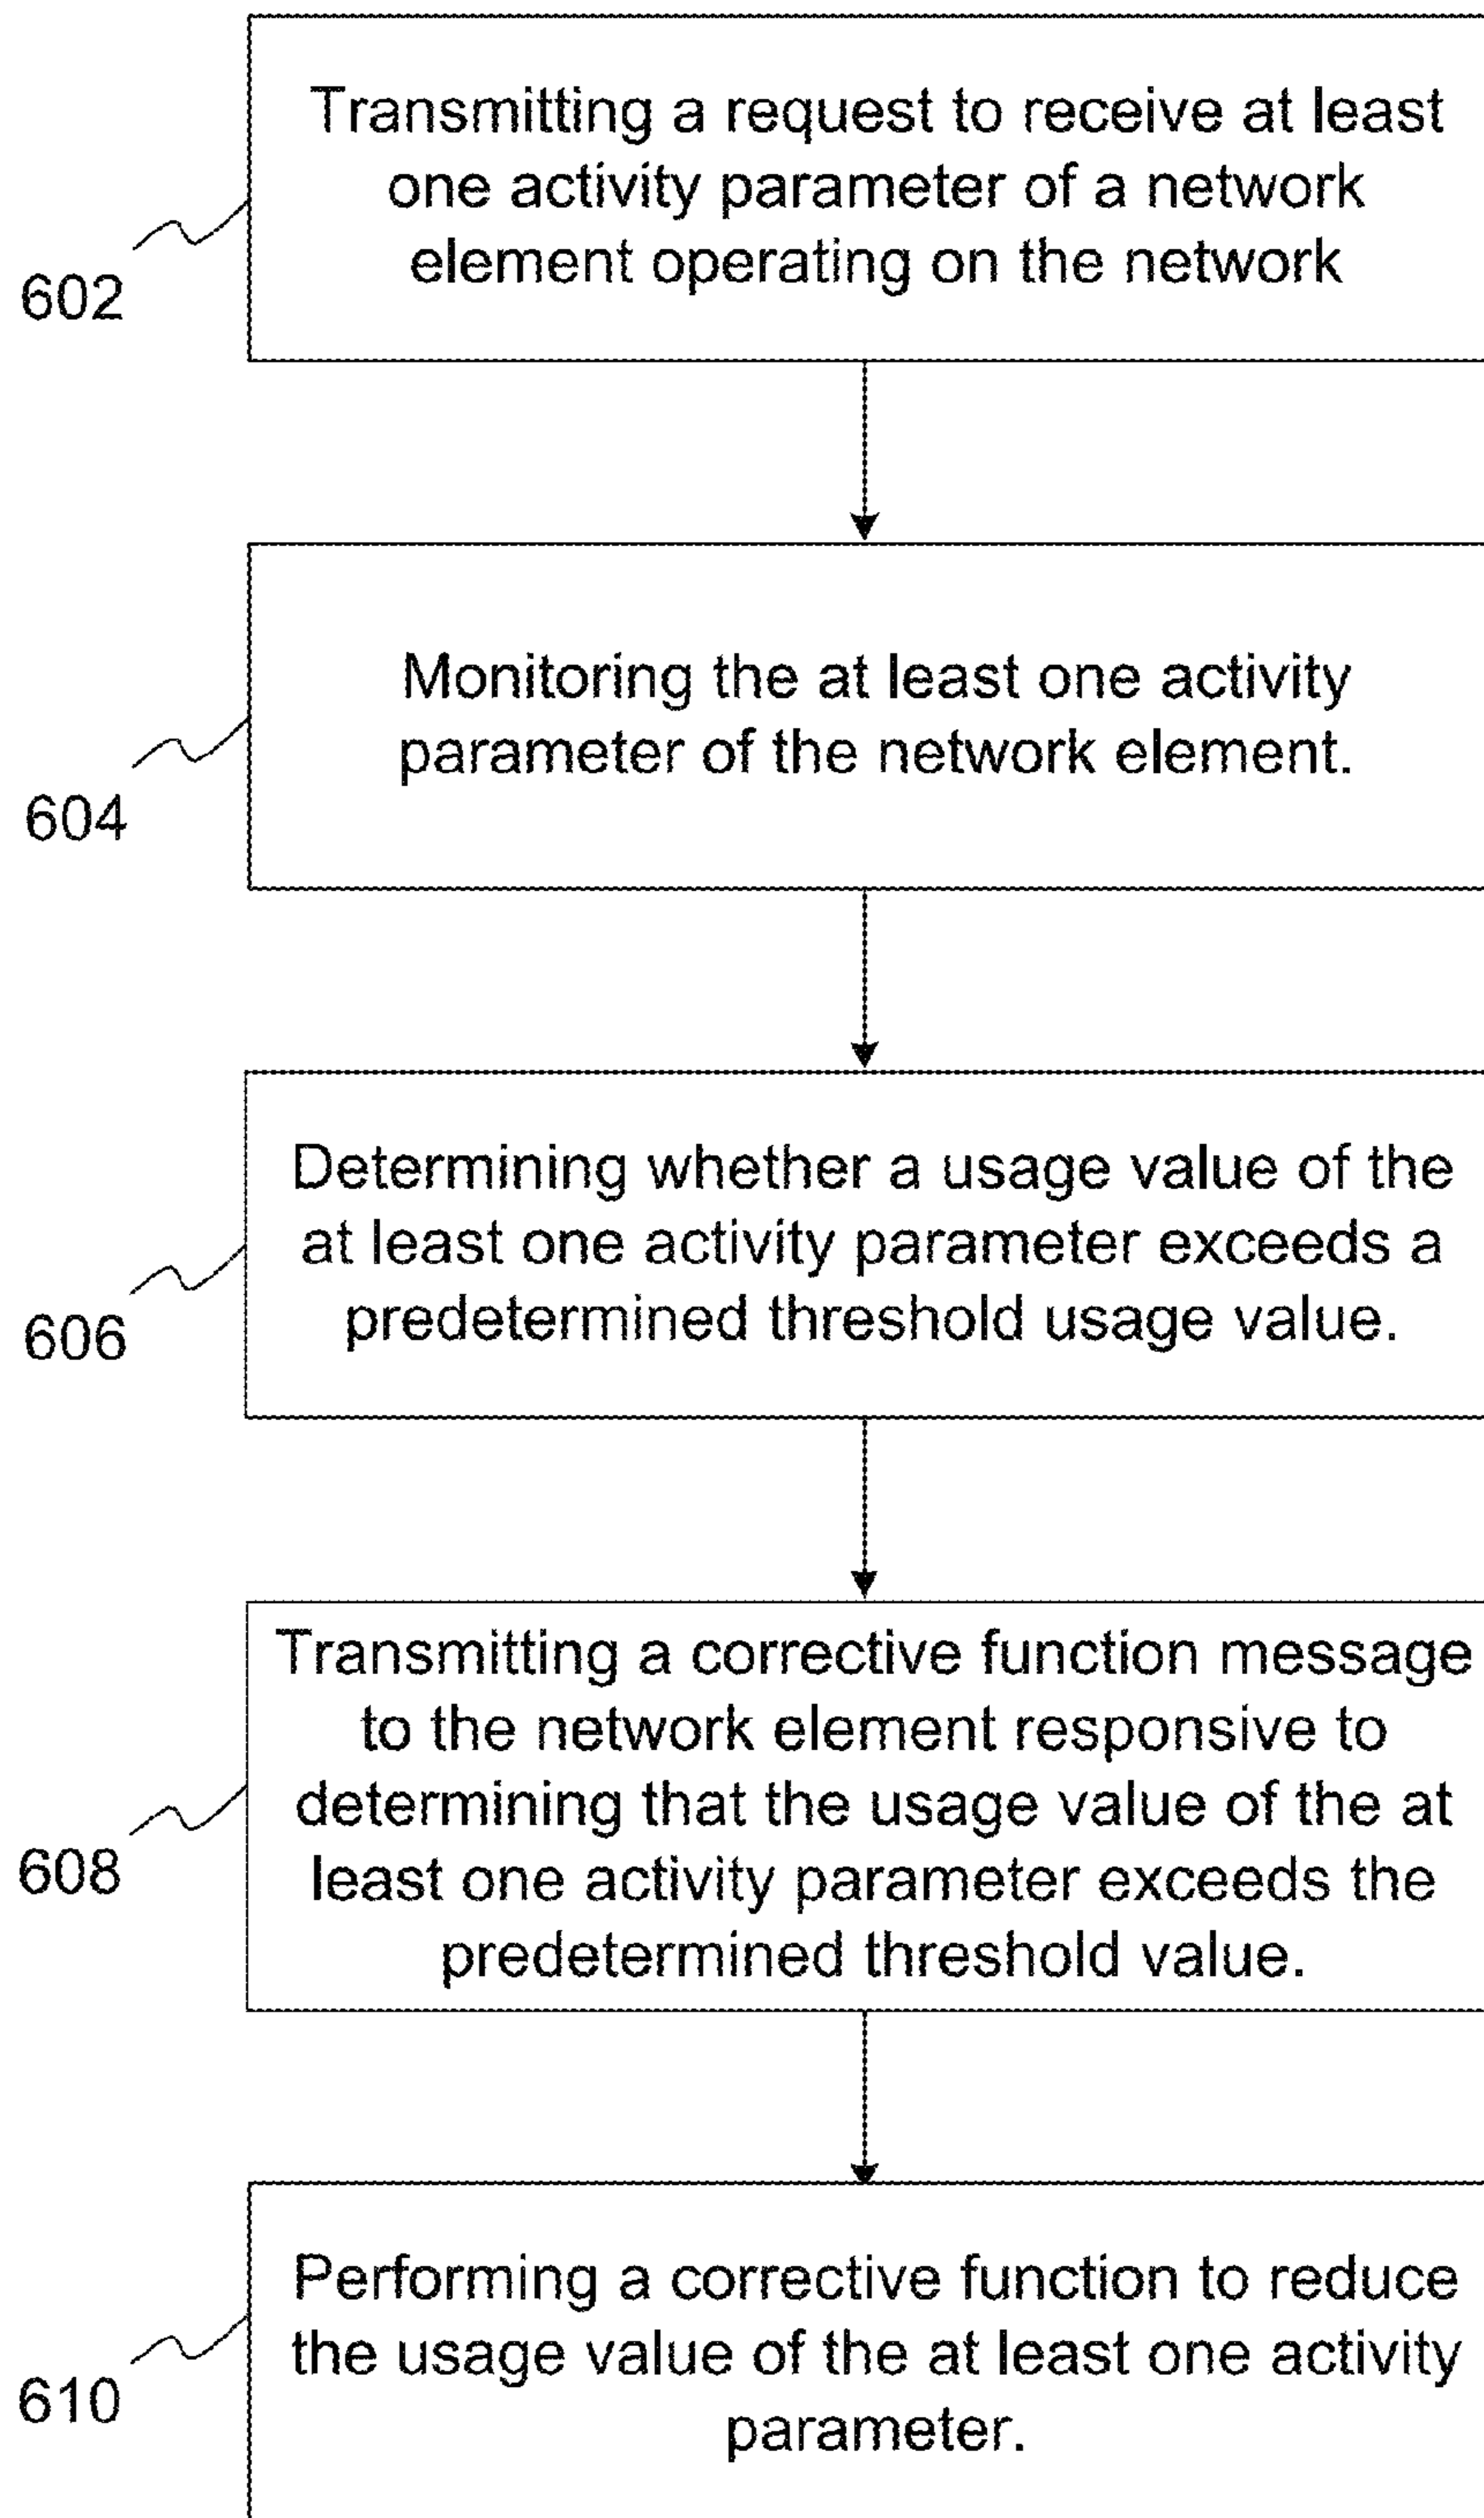 Transmitting a request to receive at least
one activity parameter of a network
element operating on the network
602
Monitoring the at least one activity
parameter of the network element.
604
Determining whether a usage value of the
at least one activity parameter exceeds a
predetermined threshold usage value.
606
Transmitting a corrective function message
to the network element responsive to
determining that the usage value of the at
least one activity parameter exceeds the
predetermined threshold value.
608
Performing a corrective function to reduce
the usage value of the at least one activity
parameter.
610